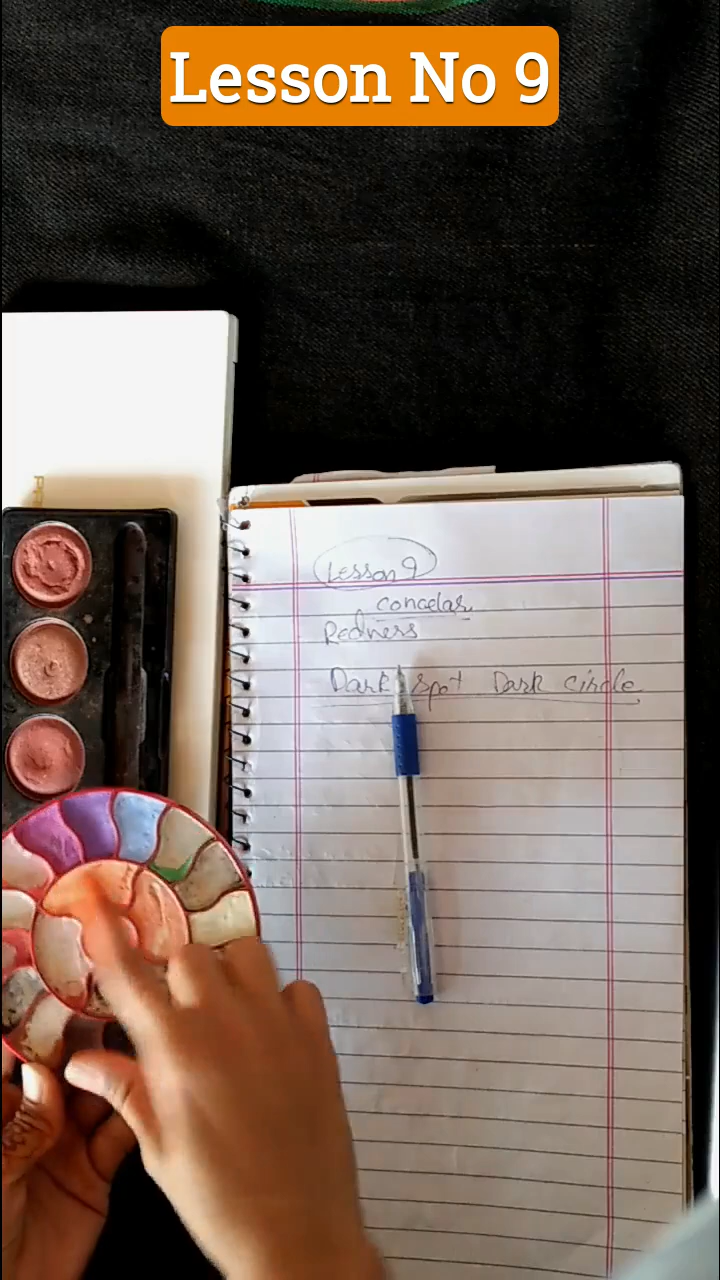 Lesson No 9
Lesson 9
concelar
Redness
Dark spot Dark circle